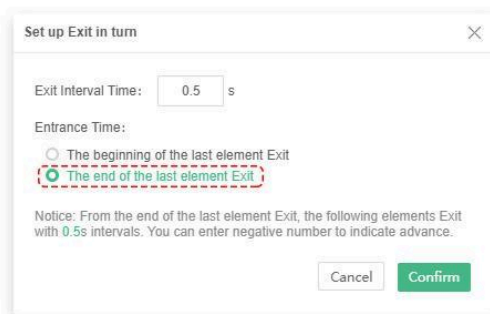 Set up Exit in turn
Exit Interval Time: 0.5 s
Entrance Time:
The beginning of the last element Exit
The end of the last element Exit
Notice: From the end of the last element Exit, the following elements Exit
with 0.5s intervals. You can enter negative number to indicate advance.
Cancel Confirm